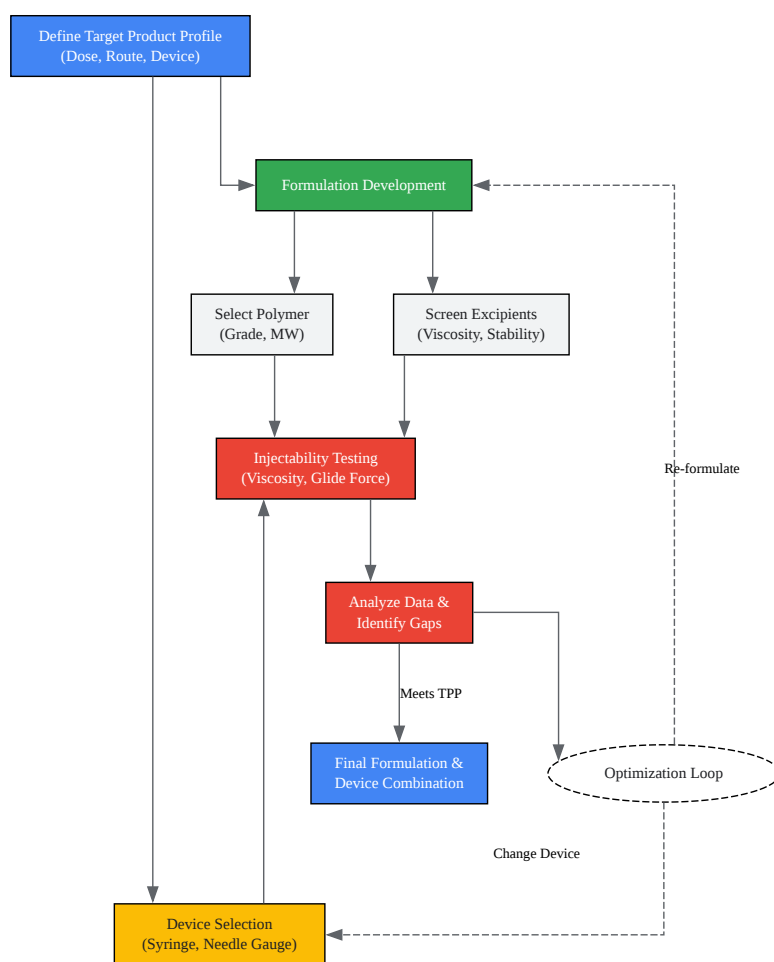 Define Target Product Profile
(Dose, Route, Device)
Formulation Development
Select Polymer
(Grade, MW)
Screen Excipients
(Viscosity, Stability)
Injectability Testing
(Viscosity, Glide Force)
Re-formulate
Analyze Data &
Identify Gaps
Meets TPP
Final Formulation &
Device Combination
Optimization Loop
Change Device
Device Selection
(Syringe, Needle Gauge)